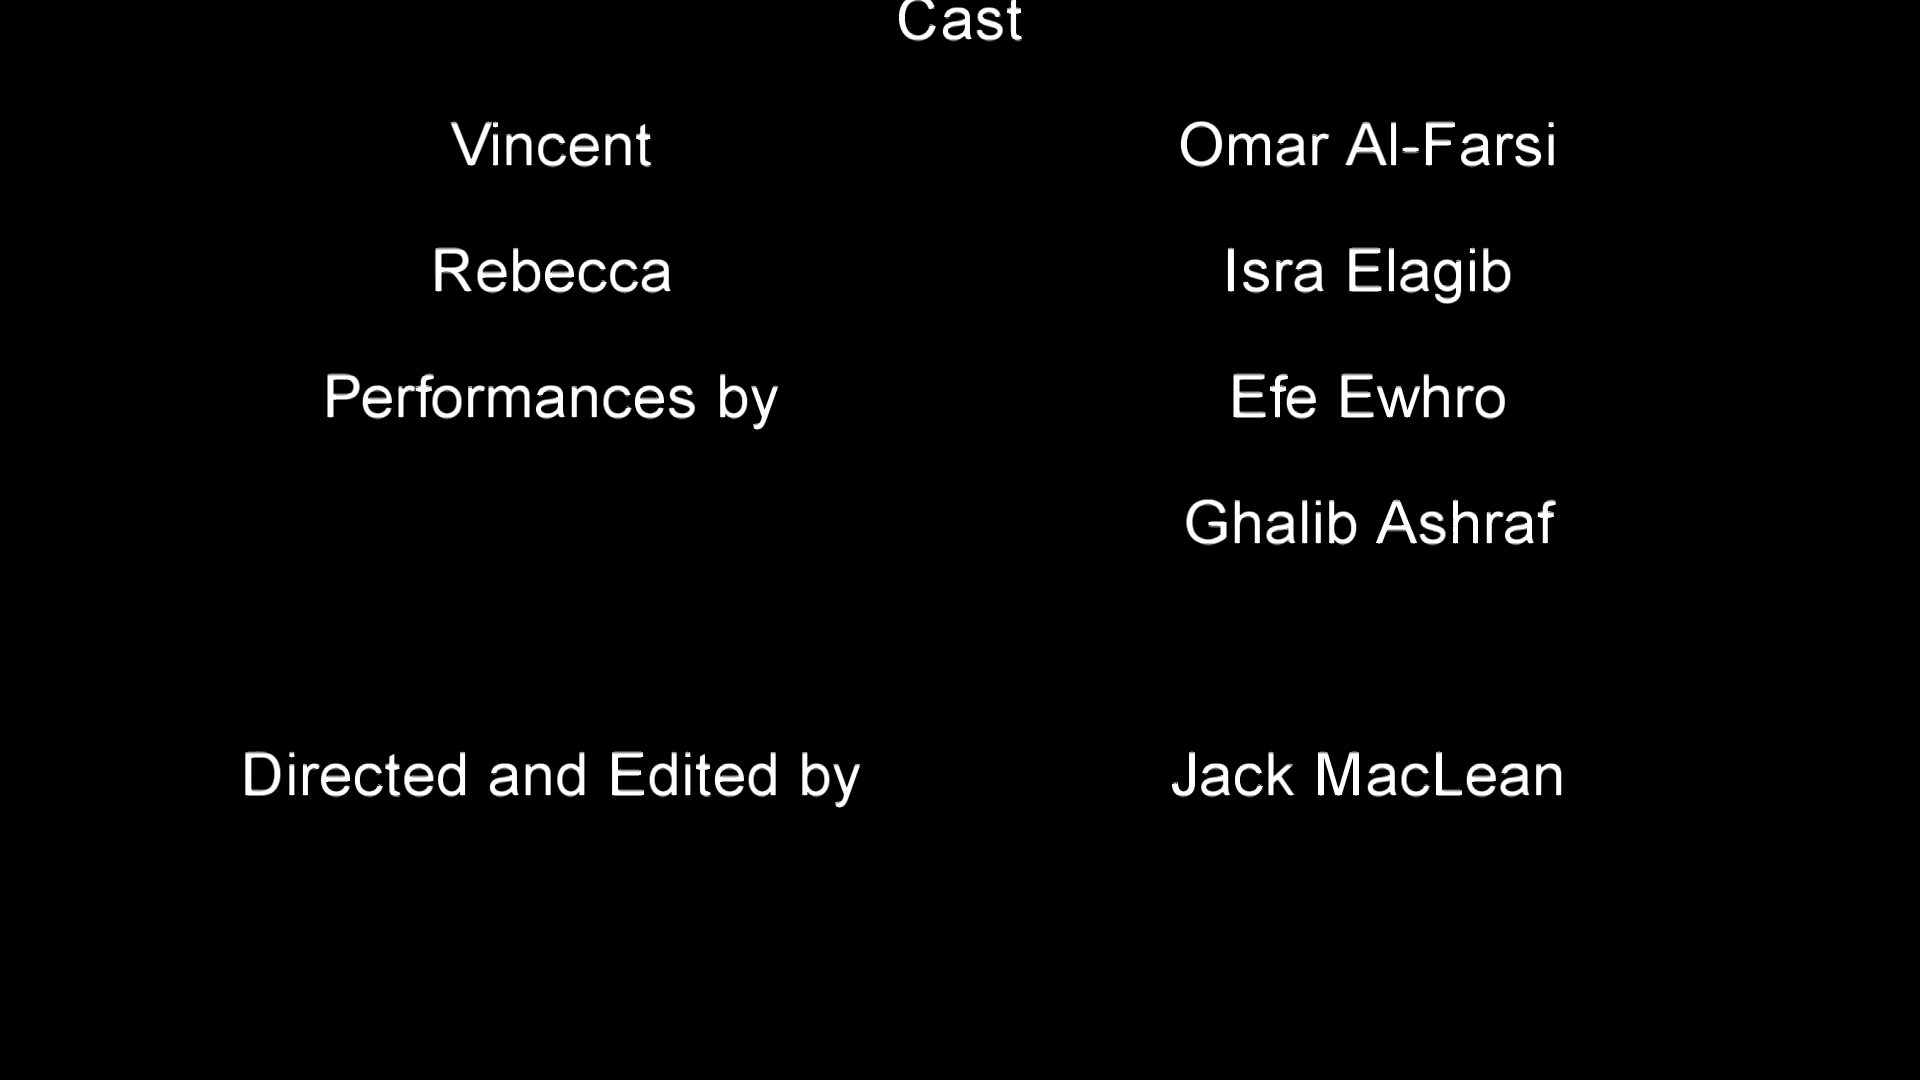 Cast
Vincent Omar Al-Farsi
Rebecca Isra Elagib
Performances by Efe Ewhro
Ghalib Ashraf
Directed and Edited by Jack MacLean